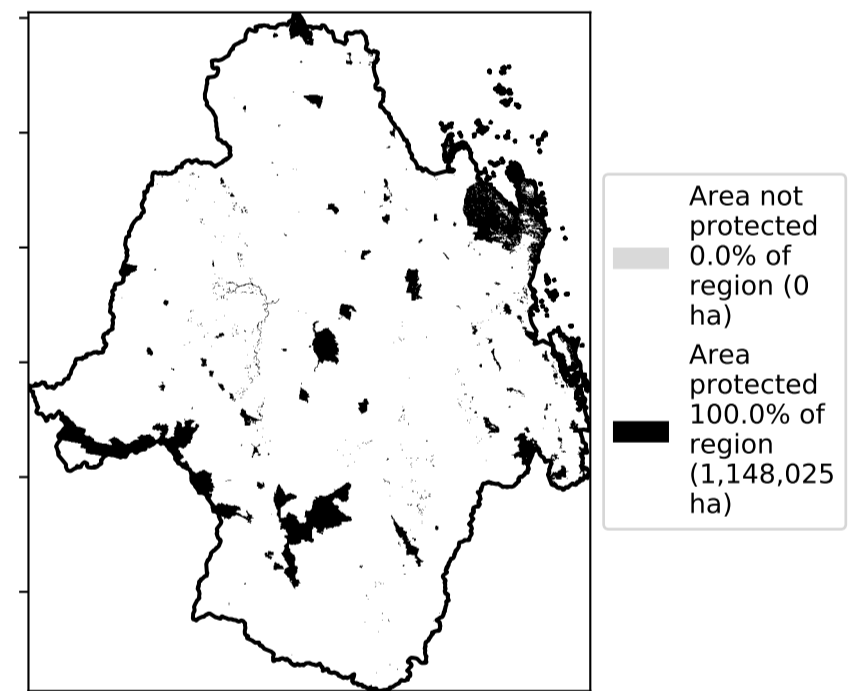 Area not
protected
0.0% of
region (0
ha)
Area
protected
100.0% of
region
(1,148,025
ha)